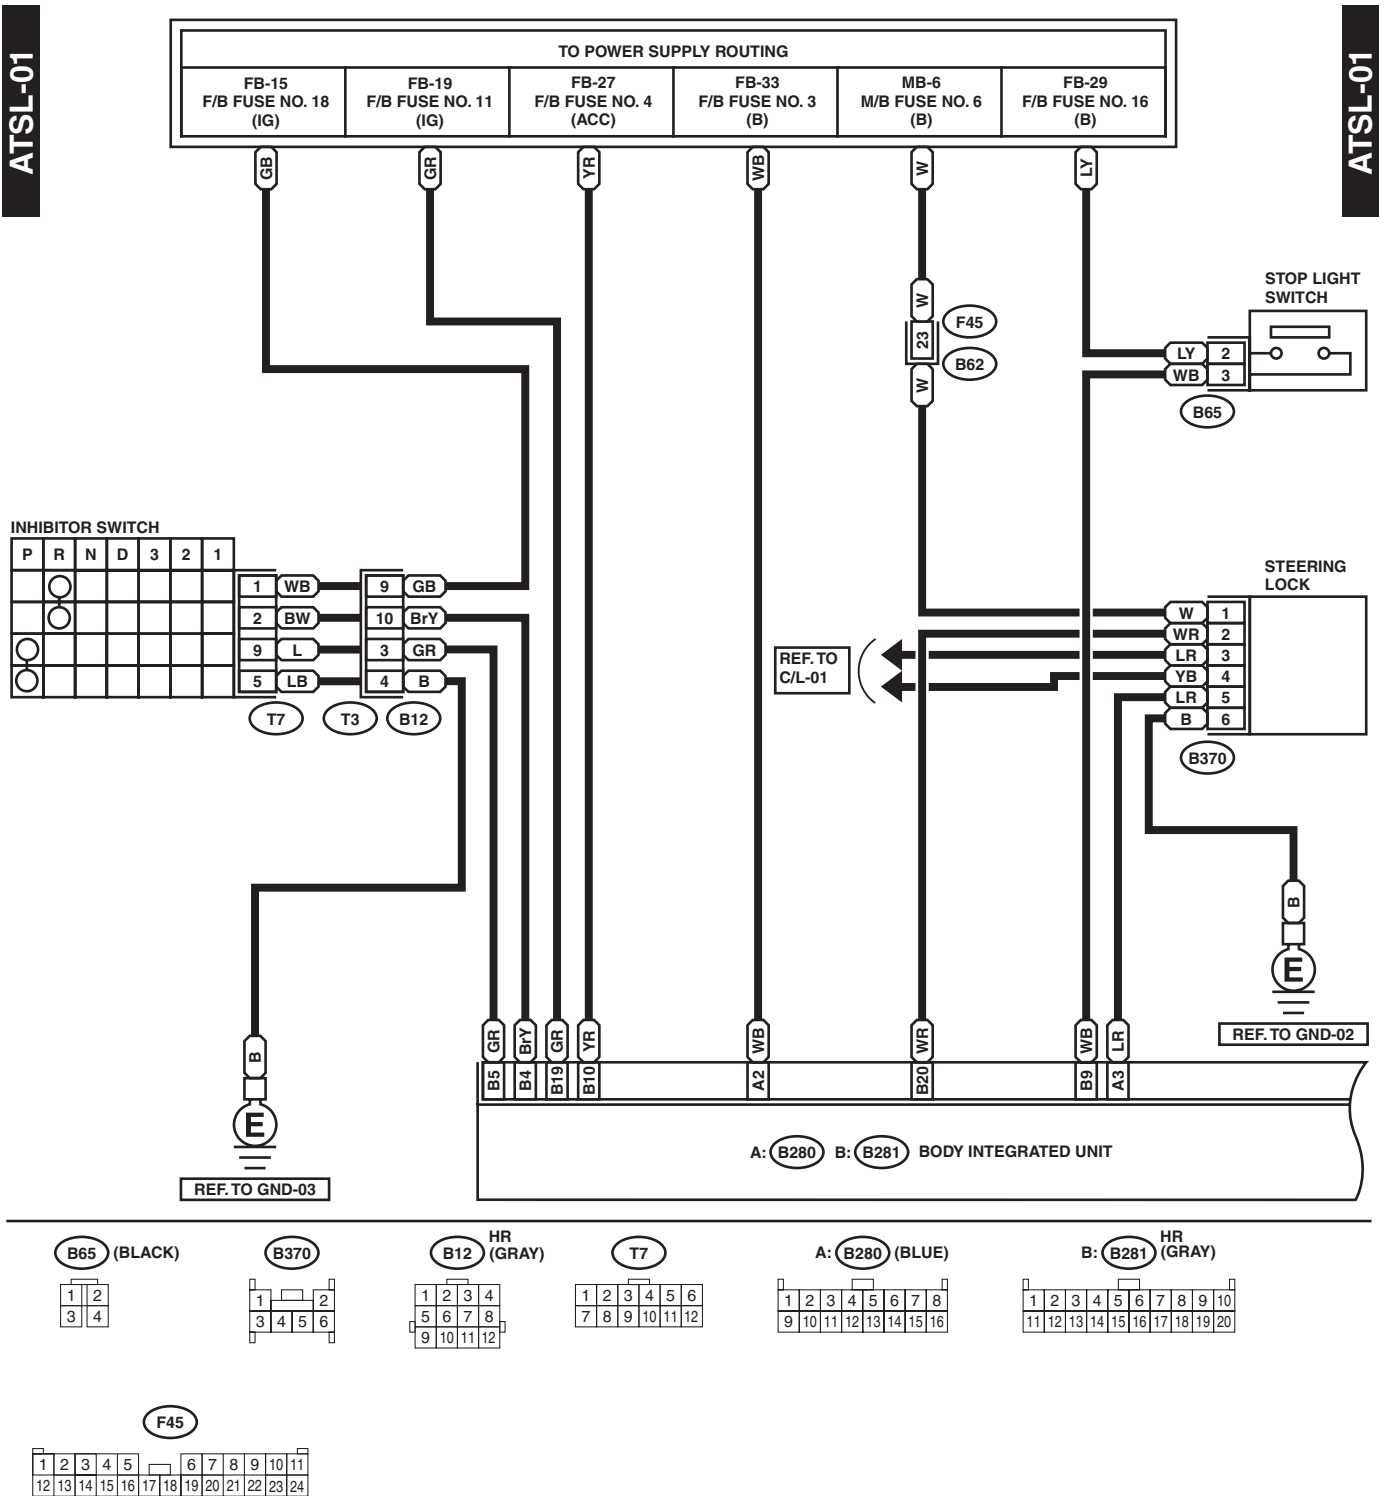 ATSL-01
ATSL-01
TO POWER SUPPLY ROUTING
FB-15 F/B FUSE NO. 18 (IG)
FB-19 F/B FUSE NO. 11 (IG)
FB-27 F/B FUSE NO. 4 (ACC)
FB-33 F/B FUSE NO. 3 (B)
MB-6 M/B FUSE NO. 6 (B)
FB-29 F/B FUSE NO. 16 (B)
GB GR YR WB W LY
STOP LIGHT
SWITCH
W
23
F45
B62
W
LY 2
WB 3
B65
INHIBITOR SWITCH
P R N D 3 2 1
1 WB 9 GB
2 BW 10 BrY
9 L 3 GR
5 LB 4 B
T7 T3 B12
STEERING
LOCK
W 1
WR 2
LR 3
YB 4
LR 5
B 6
B370
REF. TO
C/L-01
B
E
REF. TO GND-02
GR BrY GR YR WB WR WB LR
B5 B4 B19 B10 A2 B20 B9 A3
B
E
REF. TO GND-03
A: B280 B: B281 BODY INTEGRATED UNIT
B65 (BLACK)
1 2
3 4
B370
1 2
3 4 5 6
B12 HR (GRAY)
1 2 3 4
5 6 7 8
9 10 11 12
T7
1 2 3 4 5 6
7 8 9 10 11 12
A: B280 (BLUE)
1 2 3 4 5 6 7 8
9 10 11 12 13 14 15 16
B: B281 HR (GRAY)
1 2 3 4 5 6 7 8 9 10
11 12 13 14 15 16 17 18 19 20
F45
1 2 3 4 5 6 7 8 9 10 11
12 13 14 15 16 17 18 19 20 21 22 23 24